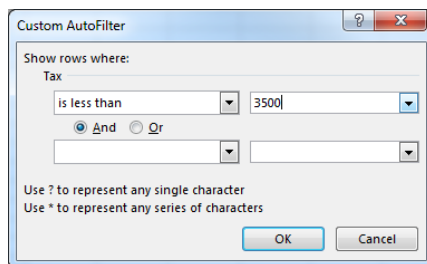 Custom AutoFilter
Show rows where:
Tax
is less than 3500
And Or
Use ? to represent any single character
Use * to represent any series of characters
OK Cancel